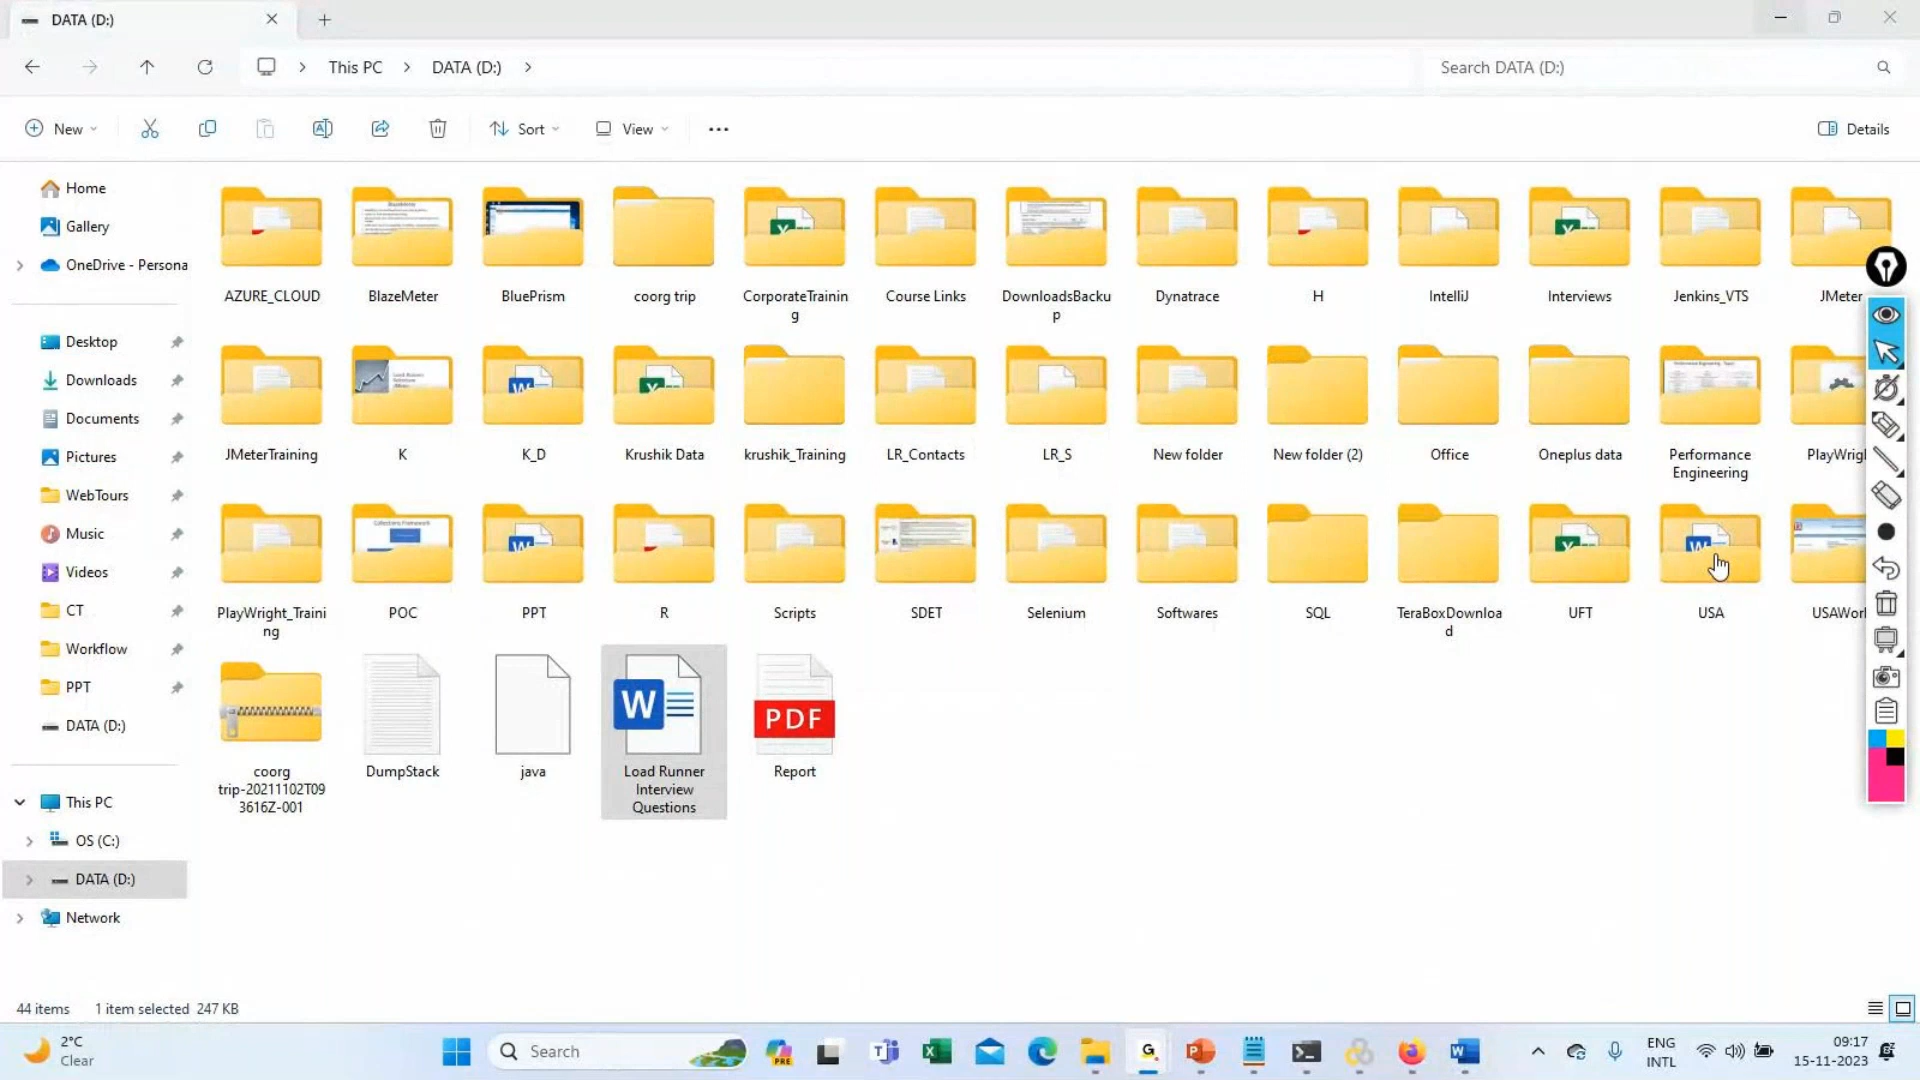 DATA (D:)
This PC
DATA (D:)
Search DATA (D:)
New
Sort
View
Details
Home
Gallery
OneDrive - Persona
Desktop
Downloads
Documents
Pictures
WebTours
Music
Videos
CT
Workflow
PPT
DATA (D:)
This PC
OS (C:)
DATA (D:)
Network
AZURE_CLOUD
BlazeMeter
BluePrism
coorg trip
CorporateTrainin
g
Course Links
DownloadsBacku
p
Dynatrace
H
IntelliJ
Interviews
Jenkins_VTS
JMeter
JMeterTraining
K
K_D
Krushik Data
krushik_Training
LR_Contacts
LR_S
New folder
New folder (2)
Office
Oneplus data
Performance
Engineering
PlayWrigh
PlayWright_Traini
ng
POC
PPT
R
Scripts
SDET
Selenium
Softwares
SQL
TeraBoxDownloa
d
UFT
USA
USAWor
coorg
trip-20211102T09
3616Z-001
DumpStack
java
W
Load Runner
Interview
Questions
PDF
Report
44 items
1 item selected 247 KB
2°C
Clear
Search
ENG
INTL
09:17
15-11-2023